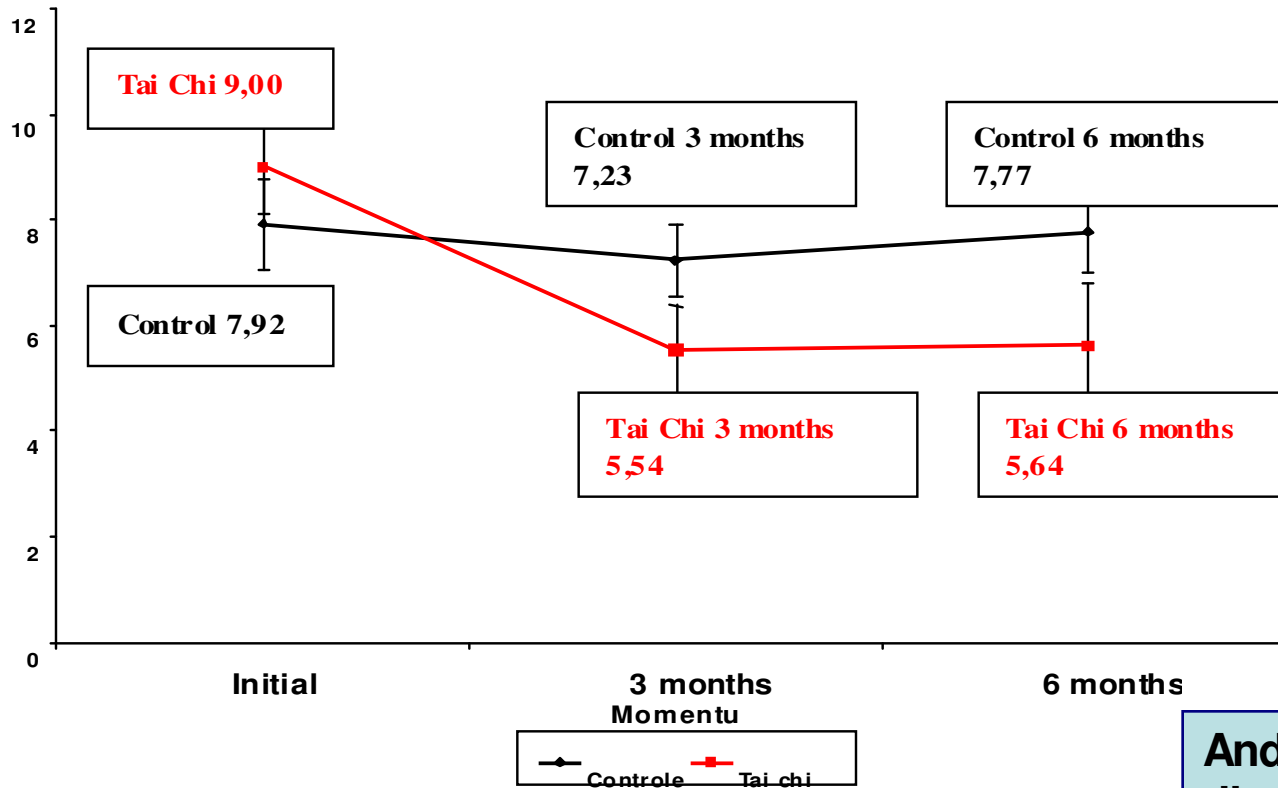 12
10
8
6
4
2
0
Tai Chi 9,00
Control 7,92
Control 3 months
7,23
Control 6 months
7,77
Tai Chi 3 months
5,54
Tai Chi 6 months
5,64
Initial 3 months 6 months
Momentu
Controle Tai chi
And